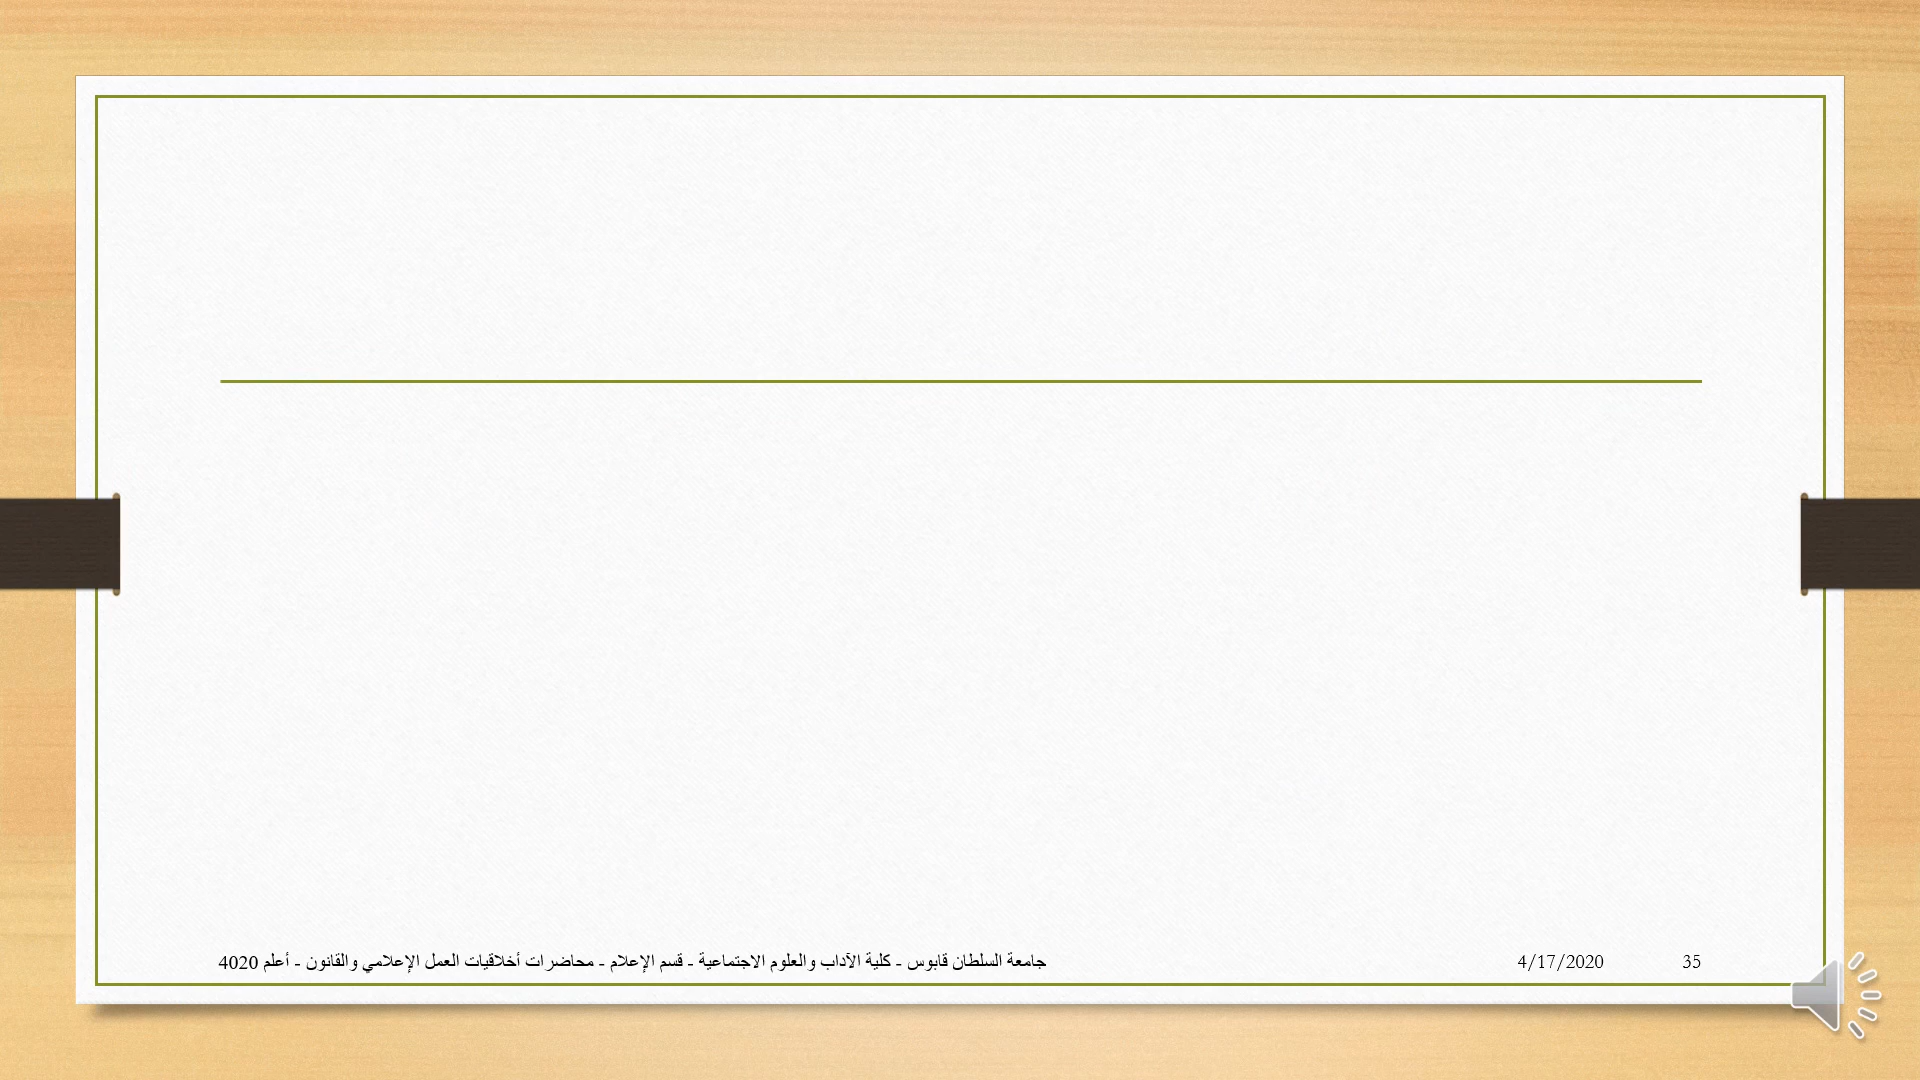 جامعة السلطان قابوس - كلية الآداب والعلوم الاجتماعية - قسم الإعلام - محاضرات أخلاقيات العمل الإعلامي والقانون - أعلم 4020
4/17/2020
35